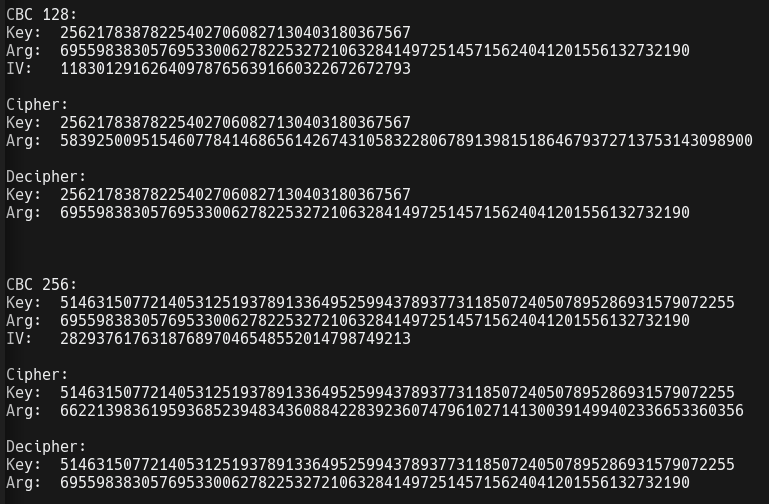 CBC 128:
Key:  256217838782254027060827130403180367567
Arg:  6955983830576953300627822532721063284149725145715624041201556132732190
IV:   118301291626409787656391660322672672793
Cipher:
Key:  256217838782254027060827130403180367567
Arg:  58392500951546077841468656142674310583228067891398151864679372713753143098900
Decipher:
Key:  256217838782254027060827130403180367567
Arg:  6955983830576953300627822532721063284149725145715624041201556132732190
CBC 256:
Key:  514631507721405312519378913364952599437893773118507240507895286931579072255
Arg:  6955983830576953300627822532721063284149725145715624041201556132732190
IV:   282937617631876897046548552014798749213
Cipher:
Key:  514631507721405312519378913364952599437893773118507240507895286931579072255
Arg:  6622139836195936852394834360884228392360747961027141300391499402336653360356
Decipher:
Key:  514631507721405312519378913364952599437893773118507240507895286931579072255
Arg:  6955983830576953300627822532721063284149725145715624041201556132732190